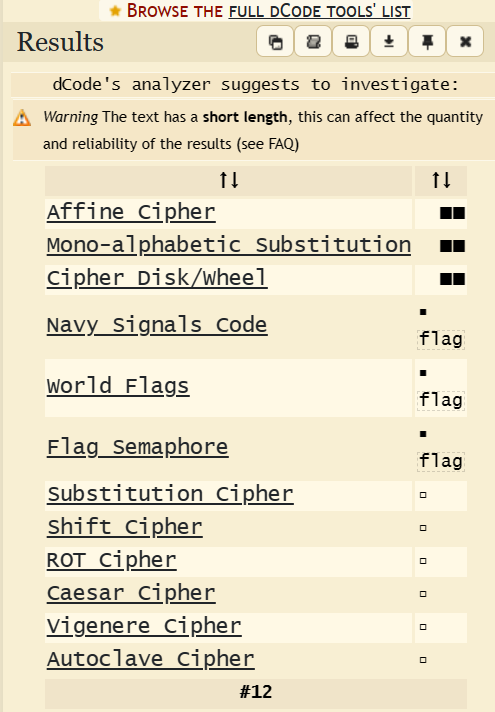 ★ BROWSE THE FULL DCODE TOOLS' LIST
Results
dCode's analyzer suggests to investigate:
Warning The text has a short length, this can affect the quantity
and reliability of the results (see FAQ)
↑↓ ↑↓
Affine Cipher ■■
Mono-alphabetic Substitution ■■
Cipher Disk/Wheel ■■
Navy Signals Code ▪ flag
World Flags ▪ flag
Flag Semaphore ▪ flag
Substitution Cipher ▫
Shift Cipher ▫
ROT Cipher ▫
Caesar Cipher ▫
Vigenere Cipher ▫
Autoclave Cipher ▫
#12